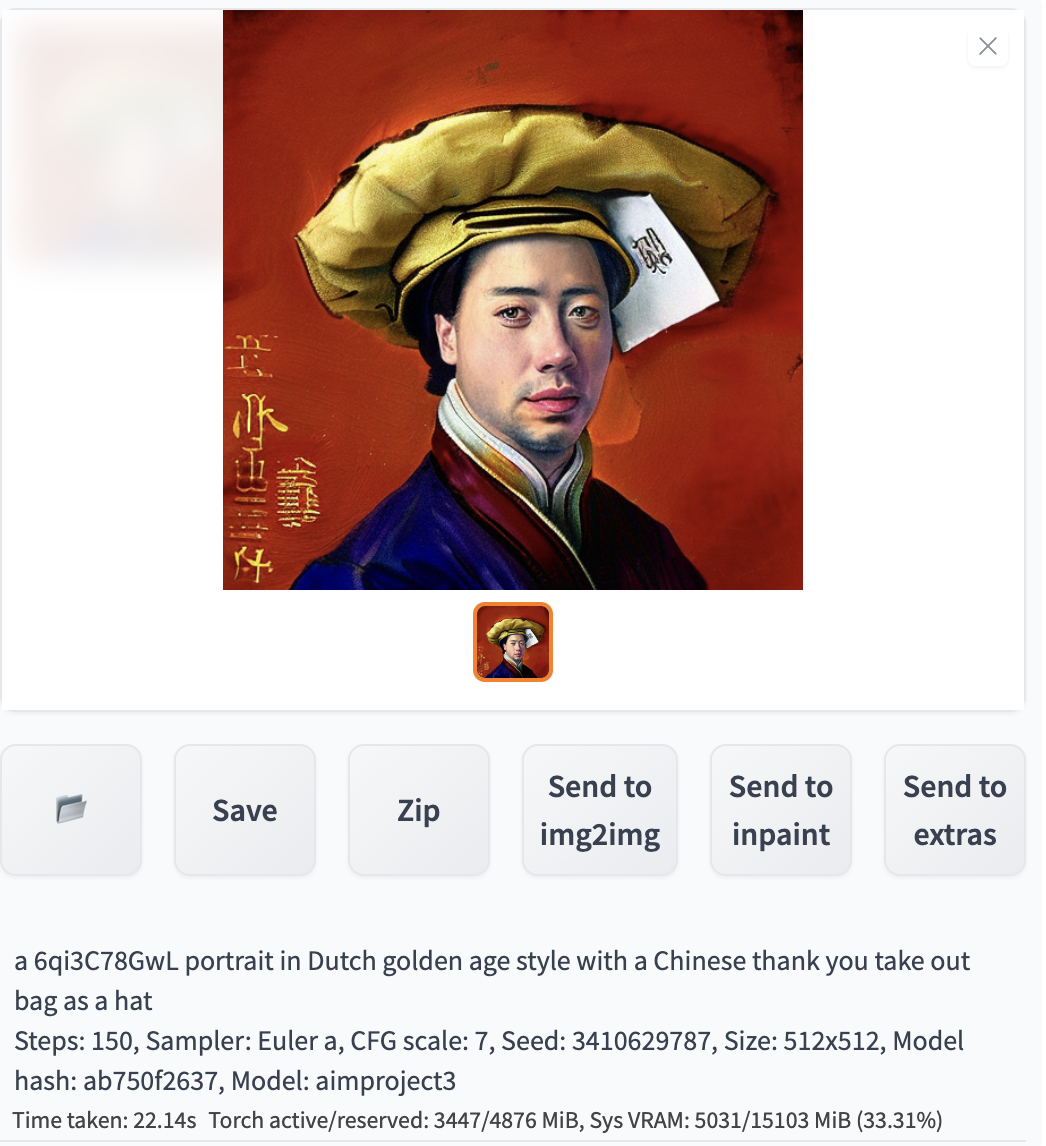 Save
Zip
Send to
img2img
Send to
inpaint
Send to
extras
a 6qi3C78GwL portrait in Dutch golden age style with a Chinese thank you take out
bag as a hat
Steps: 150, Sampler: Euler a, CFG scale: 7, Seed: 3410629787, Size: 512x512, Model
hash: ab750f2637, Model: aimproject3
Time taken: 22.14s Torch active/reserved: 3447/4876 MiB, Sys VRAM: 5031/15103 MiB (33.31%)